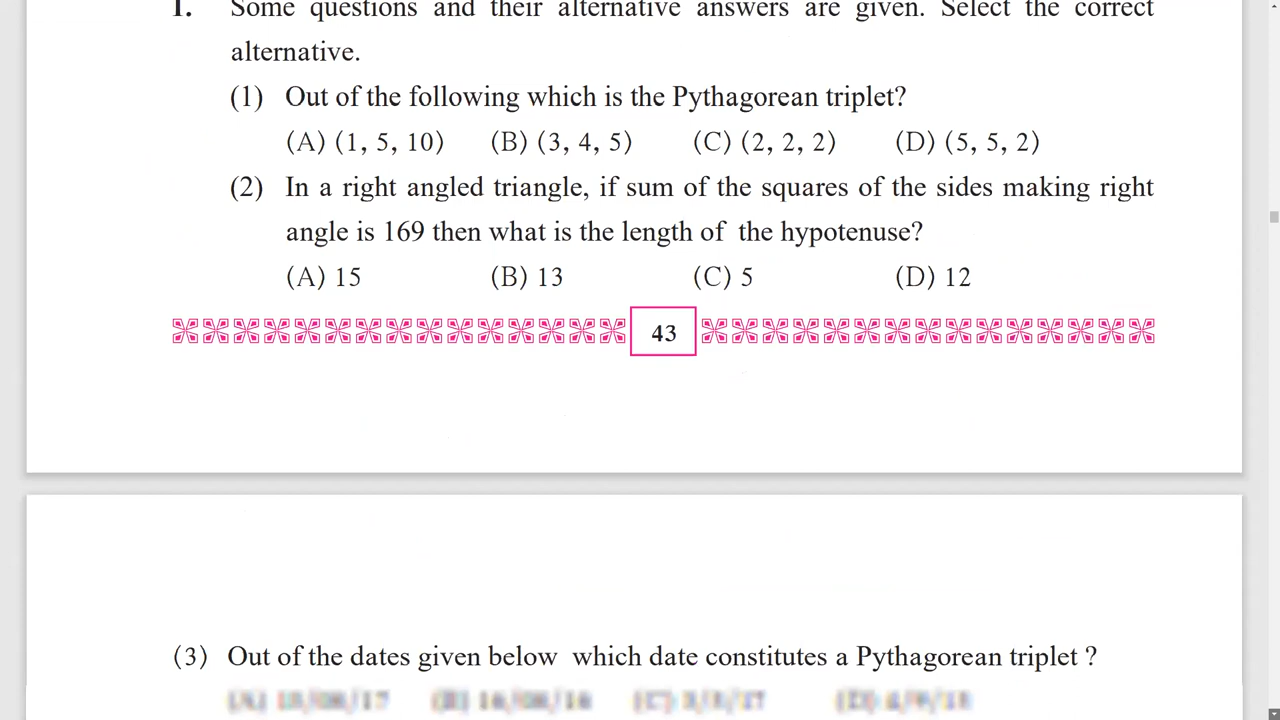 1. Some questions and their alternative answers are given. Select the correct
alternative.
(1) Out of the following which is the Pythagorean triplet?
(A) (1, 5, 10) (B) (3, 4, 5) (C) (2, 2, 2) (D) (5, 5, 2)
(2) In a right angled triangle, if sum of the squares of the sides making right
angle is 169 then what is the length of the hypotenuse?
(A) 15 (B) 13 (C) 5 (D) 12
43
(3) Out of the dates given below which date constitutes a Pythagorean triplet ?